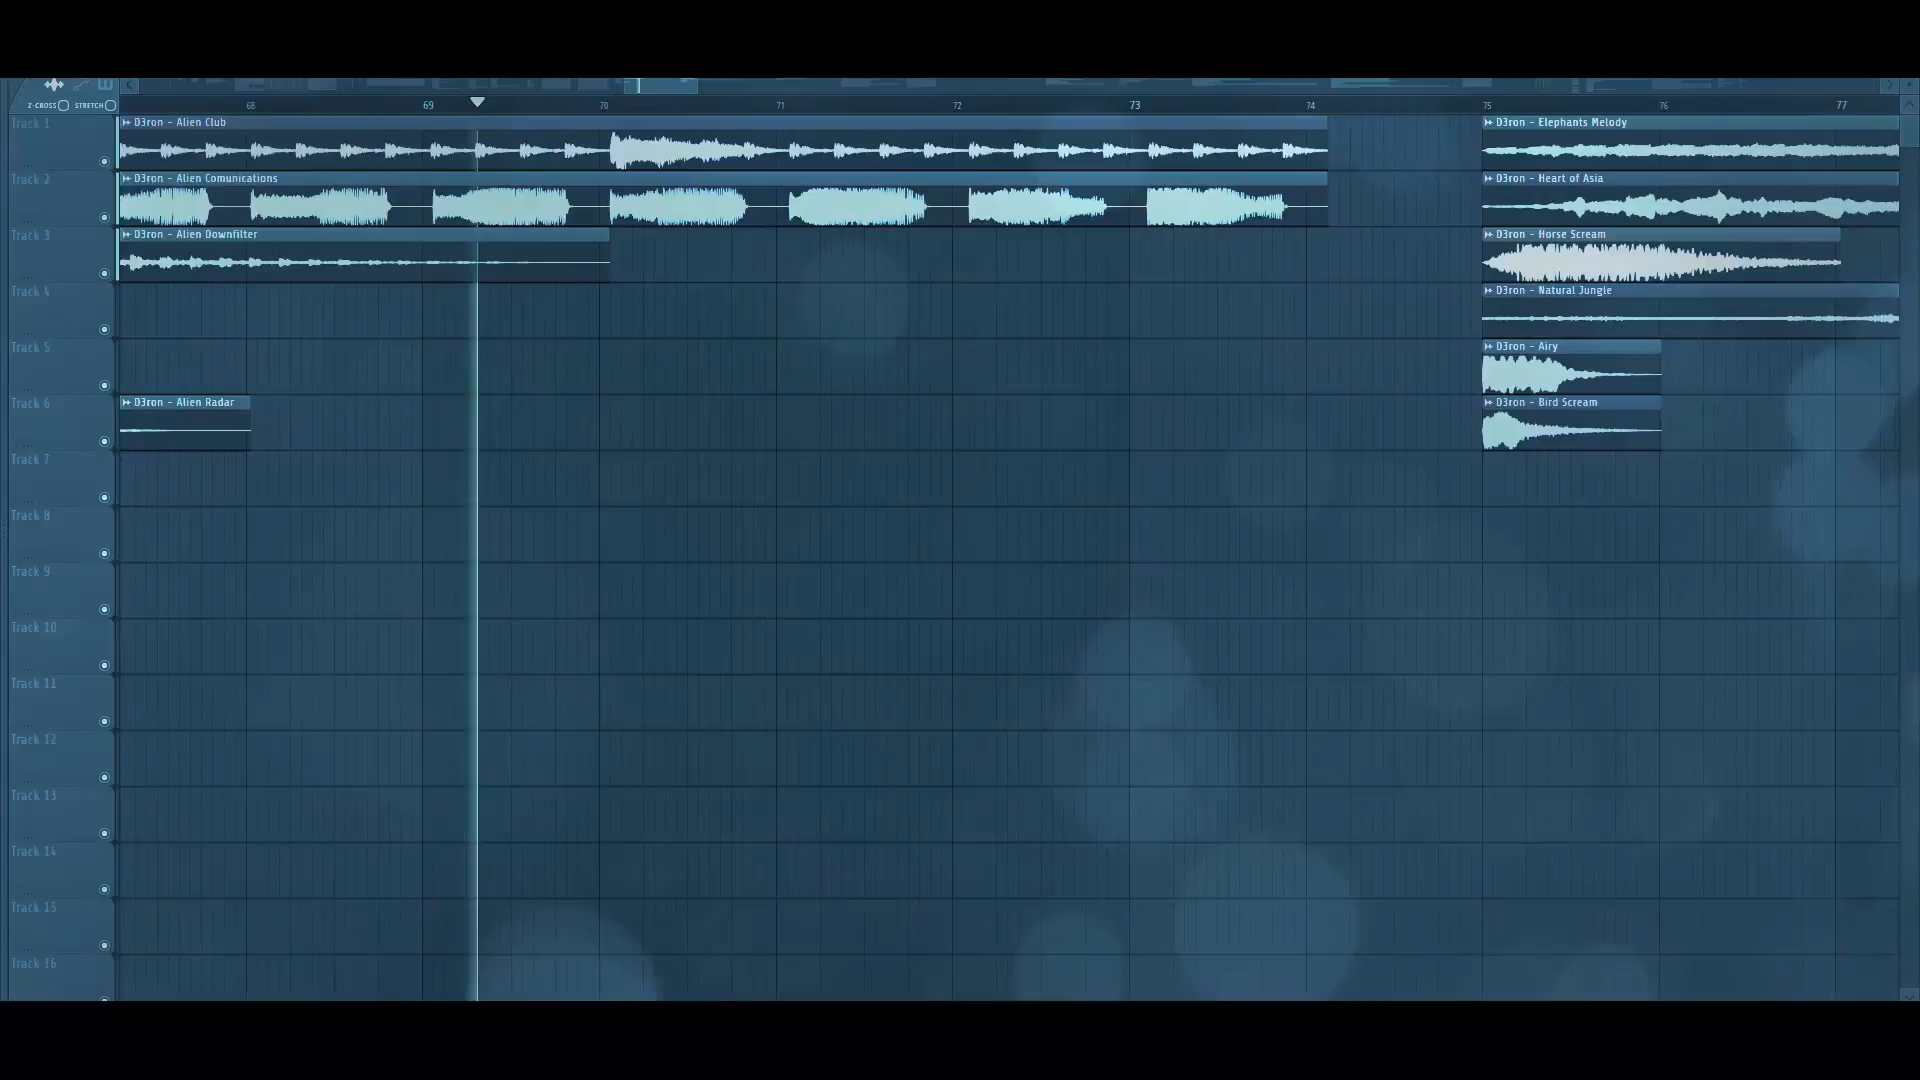 Z-CROSS STRETCH
68 69 70 71 72 73 74 75 76 77
Track 1
D3ron - Alien Club
D3ron - Elephants Melody
Track 2
D3ron - Alien Comunications
D3ron - Heart of Asia
Track 3
D3ron - Alien Downfilter
D3ron - Horse Scream
Track 4
D3ron - Natural Jungle
Track 5
D3ron - Airy
Track 6
D3ron - Alien Radar
D3ron - Bird Scream
Track 7
Track 8
Track 9
Track 10
Track 11
Track 12
Track 13
Track 14
Track 15
Track 16